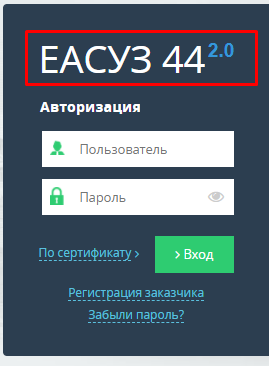 ЕАСУЗ 44 2.0
Авторизация
Пользователь
Пароль
По сертификату ›
› Вход
Регистрация заказчика
Забыли пароль?